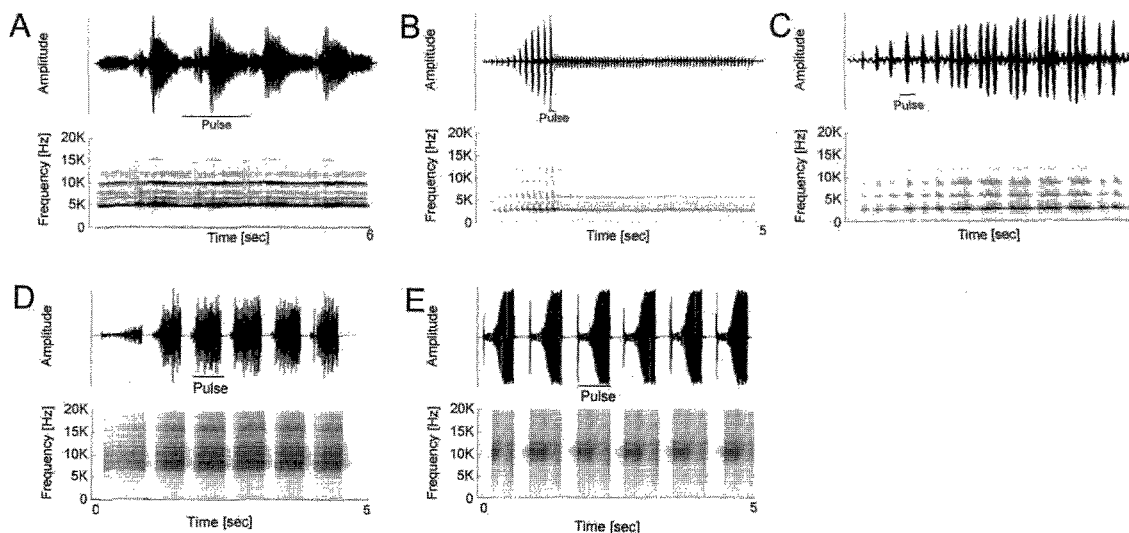 A
Amplitude
Pulse
Frequency [Hz]
20K
15K
10K
5K
0
Time [sec]
6
B
Amplitude
Pulse
Frequency [Hz]
20K
15K
10K
5K
0
Time [sec]
5
C
Amplitude
Pulse
Frequency [Hz]
20K
15K
10K
5K
0
Time [sec]
D
Amplitude
Pulse
Frequency [Hz]
20K
15K
10K
5K
0
0
Time [sec]
5
E
Amplitude
Pulse
Frequency [Hz]
20K
15K
10K
5K
0
Time [sec]
5